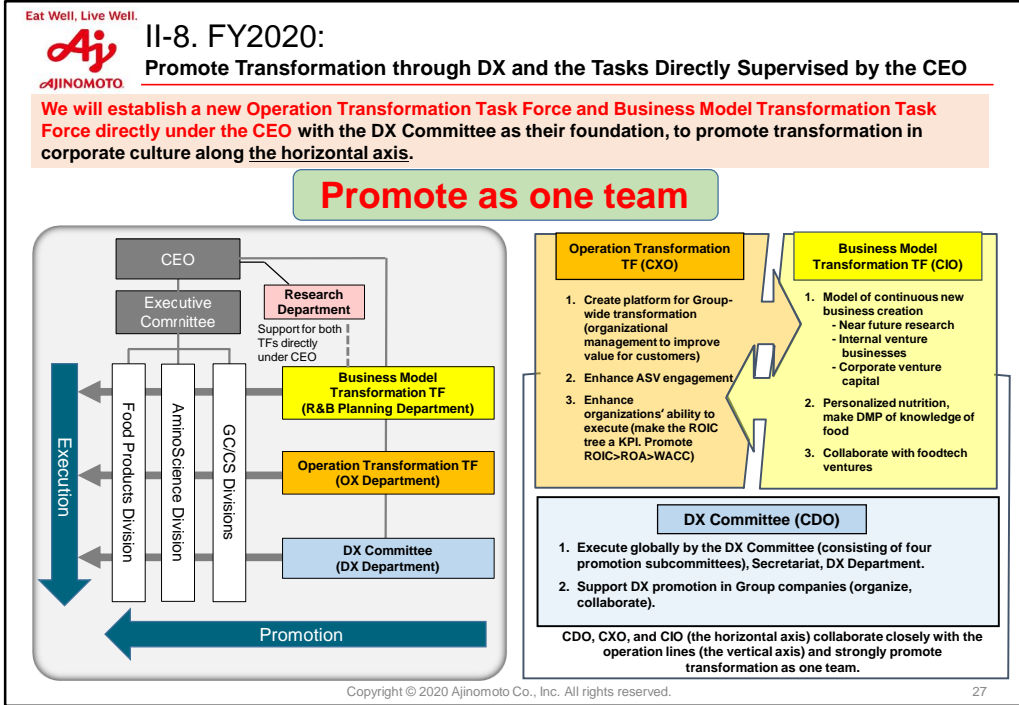 Eat Well, Live Well.
AJINOMOTO.
II-8. FY2020:
Promote Transformation through DX and the Tasks Directly Supervised by the CEO
We will establish a new Operation Transformation Task Force and Business Model Transformation Task
Force directly under the CEO with the DX Committee as their foundation, to promote transformation in
corporate culture along the horizontal axis.
Promote as one team
CEO
Executive
Committee
Research
Department
Support for both
TFs directly
under CEO
Business Model
Transformation TF
(R&B Planning Department)
Operation Transformation TF
(OX Department)
DX Committee
(DX Department)
Execution
Food Products Division
AminoScience Division
GC/CS Divisions
Promotion
Operation Transformation
TF (CXO)
1. Create platform for Group-
wide transformation
(organizational
management to improve
value for customers)
2. Enhance ASV engagement
3. Enhance
organizations' ability to
execute (make the ROIC
tree a KPI. Promote
ROIC>ROA>WACC)
Business Model
Transformation TF (CIO)
1. Model of continuous new
business creation
- Near future research
- Internal venture
businesses
- Corporate venture
capital
2. Personalized nutrition,
make DMP of knowledge of
food
3. Collaborate with foodtech
ventures
DX Committee (CDO)
1. Execute globally by the DX Committee (consisting of four
promotion subcommittees), Secretariat, DX Department.
2. Support DX promotion in Group companies (organize,
collaborate).
CDO, CXO, and CIO (the horizontal axis) collaborate closely with the
operation lines (the vertical axis) and strongly promote
transformation as one team.
Copyright © 2020 Ajinomoto Co., Inc. All rights reserved.
27